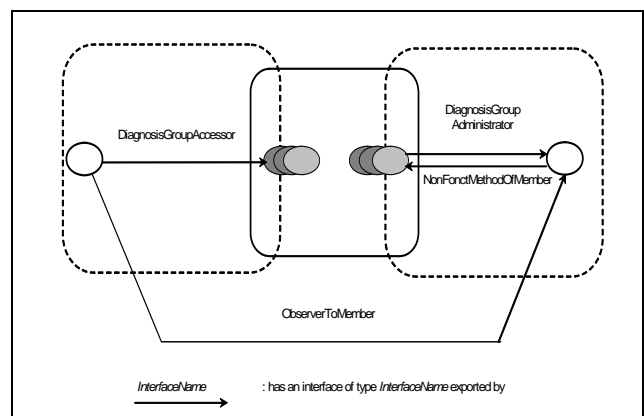 DiagnosisGroupAccessor
DiagnosisGroup
Administrator
NonFonctMethodOfMember
ObserverToMember
InterfaceName : has an interface of type InterfaceName exported by